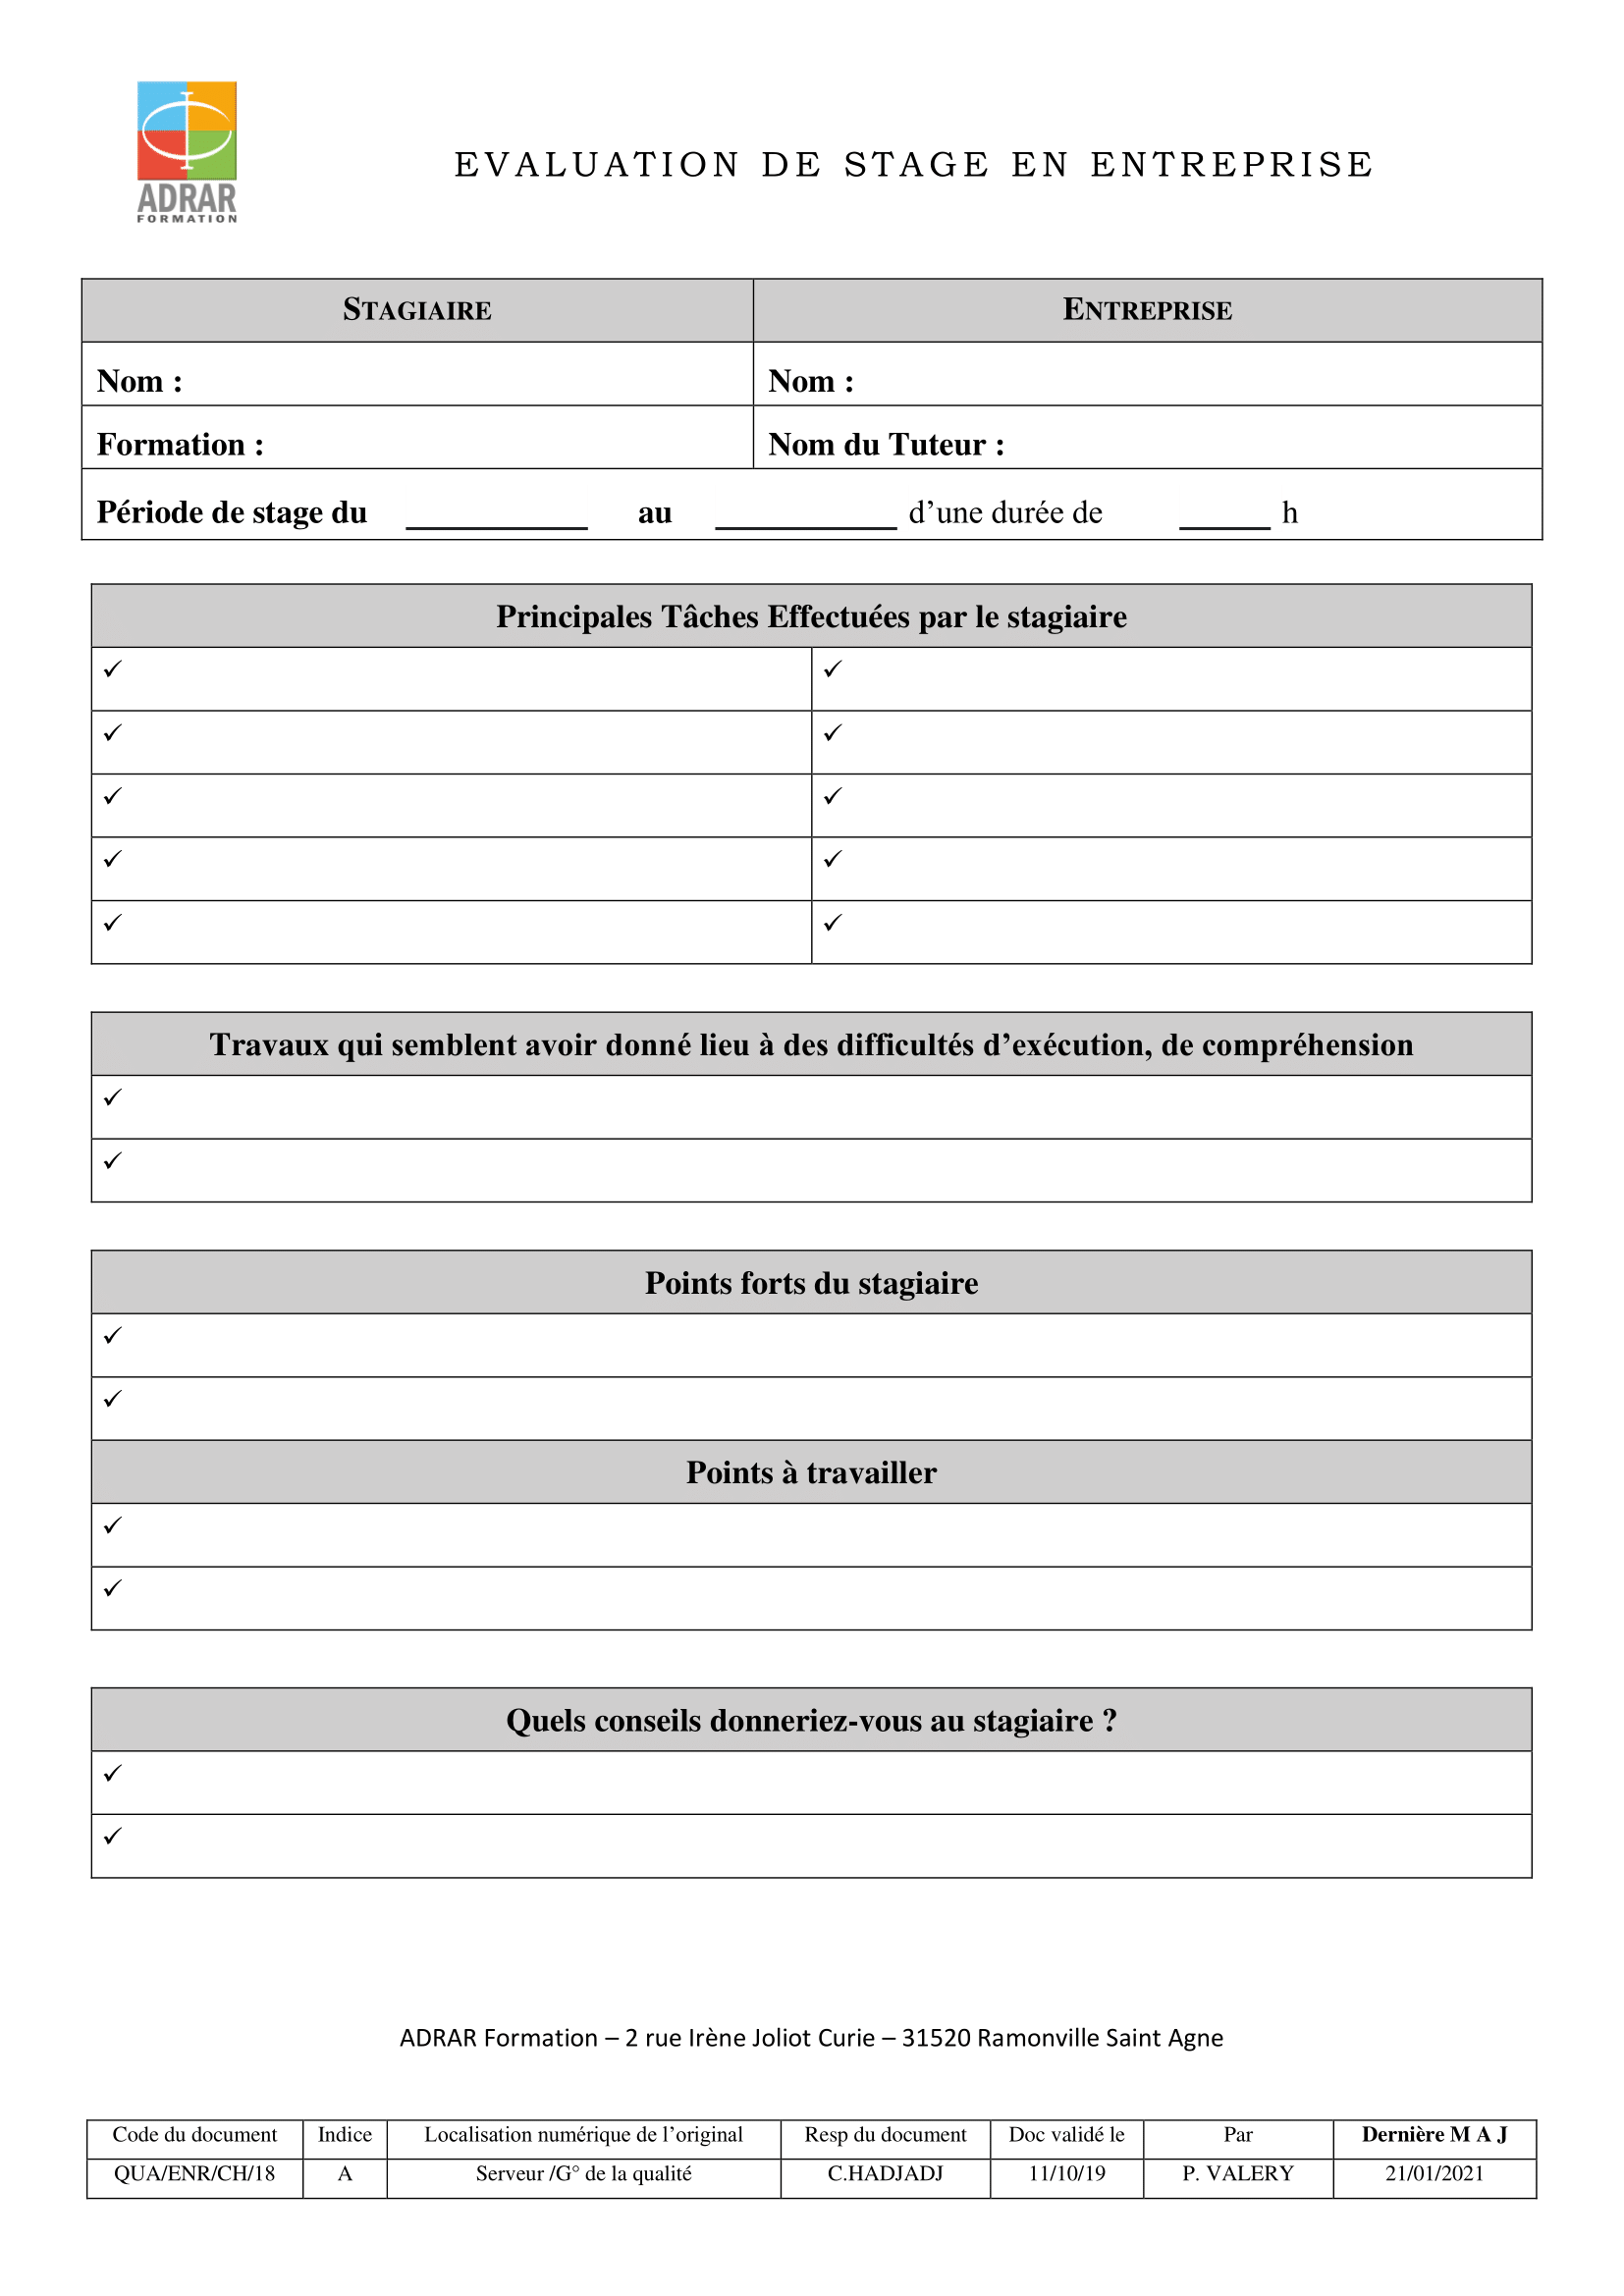 ADRAR
FORMATION
EVALUATION DE STAGE EN ENTREPRISE
STAGIAIRE ENTREPRISE
Nom : Nom :
Formation : Nom du Tuteur :
Période de stage du ____________ au ____________ d’une durée de ______ h
Principales Tâches Effectuées par le stagiaire
✓ ✓
✓ ✓
✓ ✓
✓ ✓
✓ ✓
Travaux qui semblent avoir donné lieu à des difficultés d’exécution, de compréhension
✓
✓
Points forts du stagiaire
✓
✓
Points à travailler
✓
✓
Quels conseils donneriez-vous au stagiaire ?
✓
✓
ADRAR Formation – 2 rue Irène Joliot Curie – 31520 Ramonville Saint Agne
Code du document Indice Localisation numérique de l’original Resp du document Doc validé le Par Dernière M A J
QUA/ENR/CH/18 A Serveur /G° de la qualité C.HADJADJ 11/10/19 P. VALERY 21/01/2021